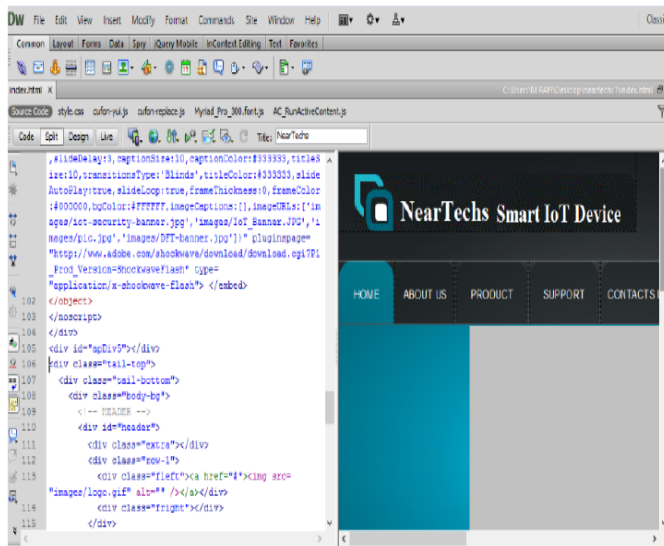 DW File Edit View Insert Modify Format Commands Site Window Help Classi
Common Layout Forms Data Spry jQuery Mobile InContext Editing Text Favorites
index.html x C:\Users\M.RAFI\Desktop\neartechs1\index.html
Source Code style.css cufon-yui.js cufon-replace.js Myriad_Pro_300.font.js AC_RunActiveContent.js
Code Split Design Live Title: NearTechs
,slideDelay:3,captionSize:10,captionColor:#333333,titleS
ize:10,transitionsType:'Blinds',titleColor:#333333,slide
AutoPlay:true,slideLoop:true,frameThickness:0,frameColor
:#000000,bgColor:#FFFFFF,imageCaptions:[],imageURLs:['im
ages/iot-security-banner.jpg','images/IoT_Banner.JPG','i
mages/pic.jpg','images/DFT-banner.jpg']}" pluginspage=
"http://www.adobe.com/shockwave/download/download.cgi?P1
_Prod_Version=ShockwaveFlash" type=
"application/x-shockwave-flash"> </embed>
102 </object>
103 </noscript>
104 </div>
105 <div id="apDiv5"></div>
106 <div class="tail-top">
107 <div class="tail-bottom">
108 <div class="body-bg">
109 <!-- HEADER -->
110 <div id="header">
111 <div class="extra"></div>
112 <div class="row-1">
113 <div class="fleft"><a href="#"><img src=
"images/logo.gif" alt="" /></a></div>
114 <div class="fright"></div>
115 </div>
NearTechs Smart IoT Device
HOME ABOUT US PRODUCT SUPPORT CONTACTS